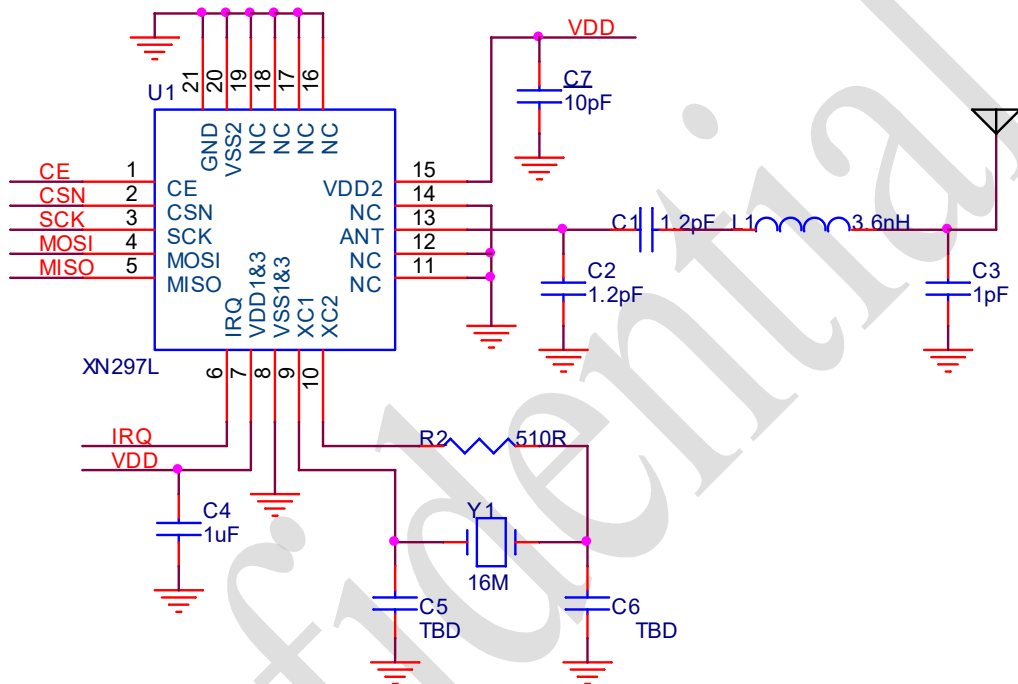 VDD
C7
10pF
21
20
19
18
17
16
U1
GND
VSS2
NC
NC
NC
NC
CE
CSN
SCK
MOSI
MISO
1
2
3
4
5
CE
CSN
SCK
MOSI
MISO
VDD2
NC
ANT
NC
NC
15
14
13
12
11
C1
1.2pF
L1
3.6nH
C2
1.2pF
C3
1pF
IRQ
VDD1&3
VSS1&3
XC1
XC2
XN297L
6
7
8
9
10
IRQ
VDD
R2
510R
C4
1uF
Y1
16M
C5
TBD
C6
TBD
fidential